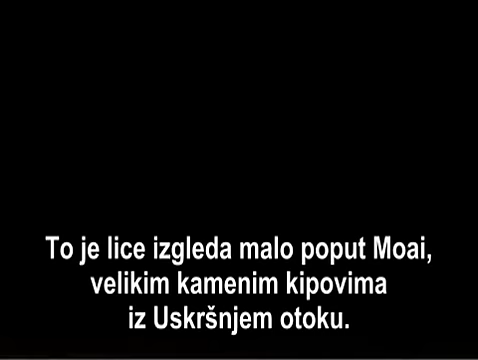 To je lice izgleda malo poput Moai,
velikim kamenim kipovima
iz Uskršnjem otoku.